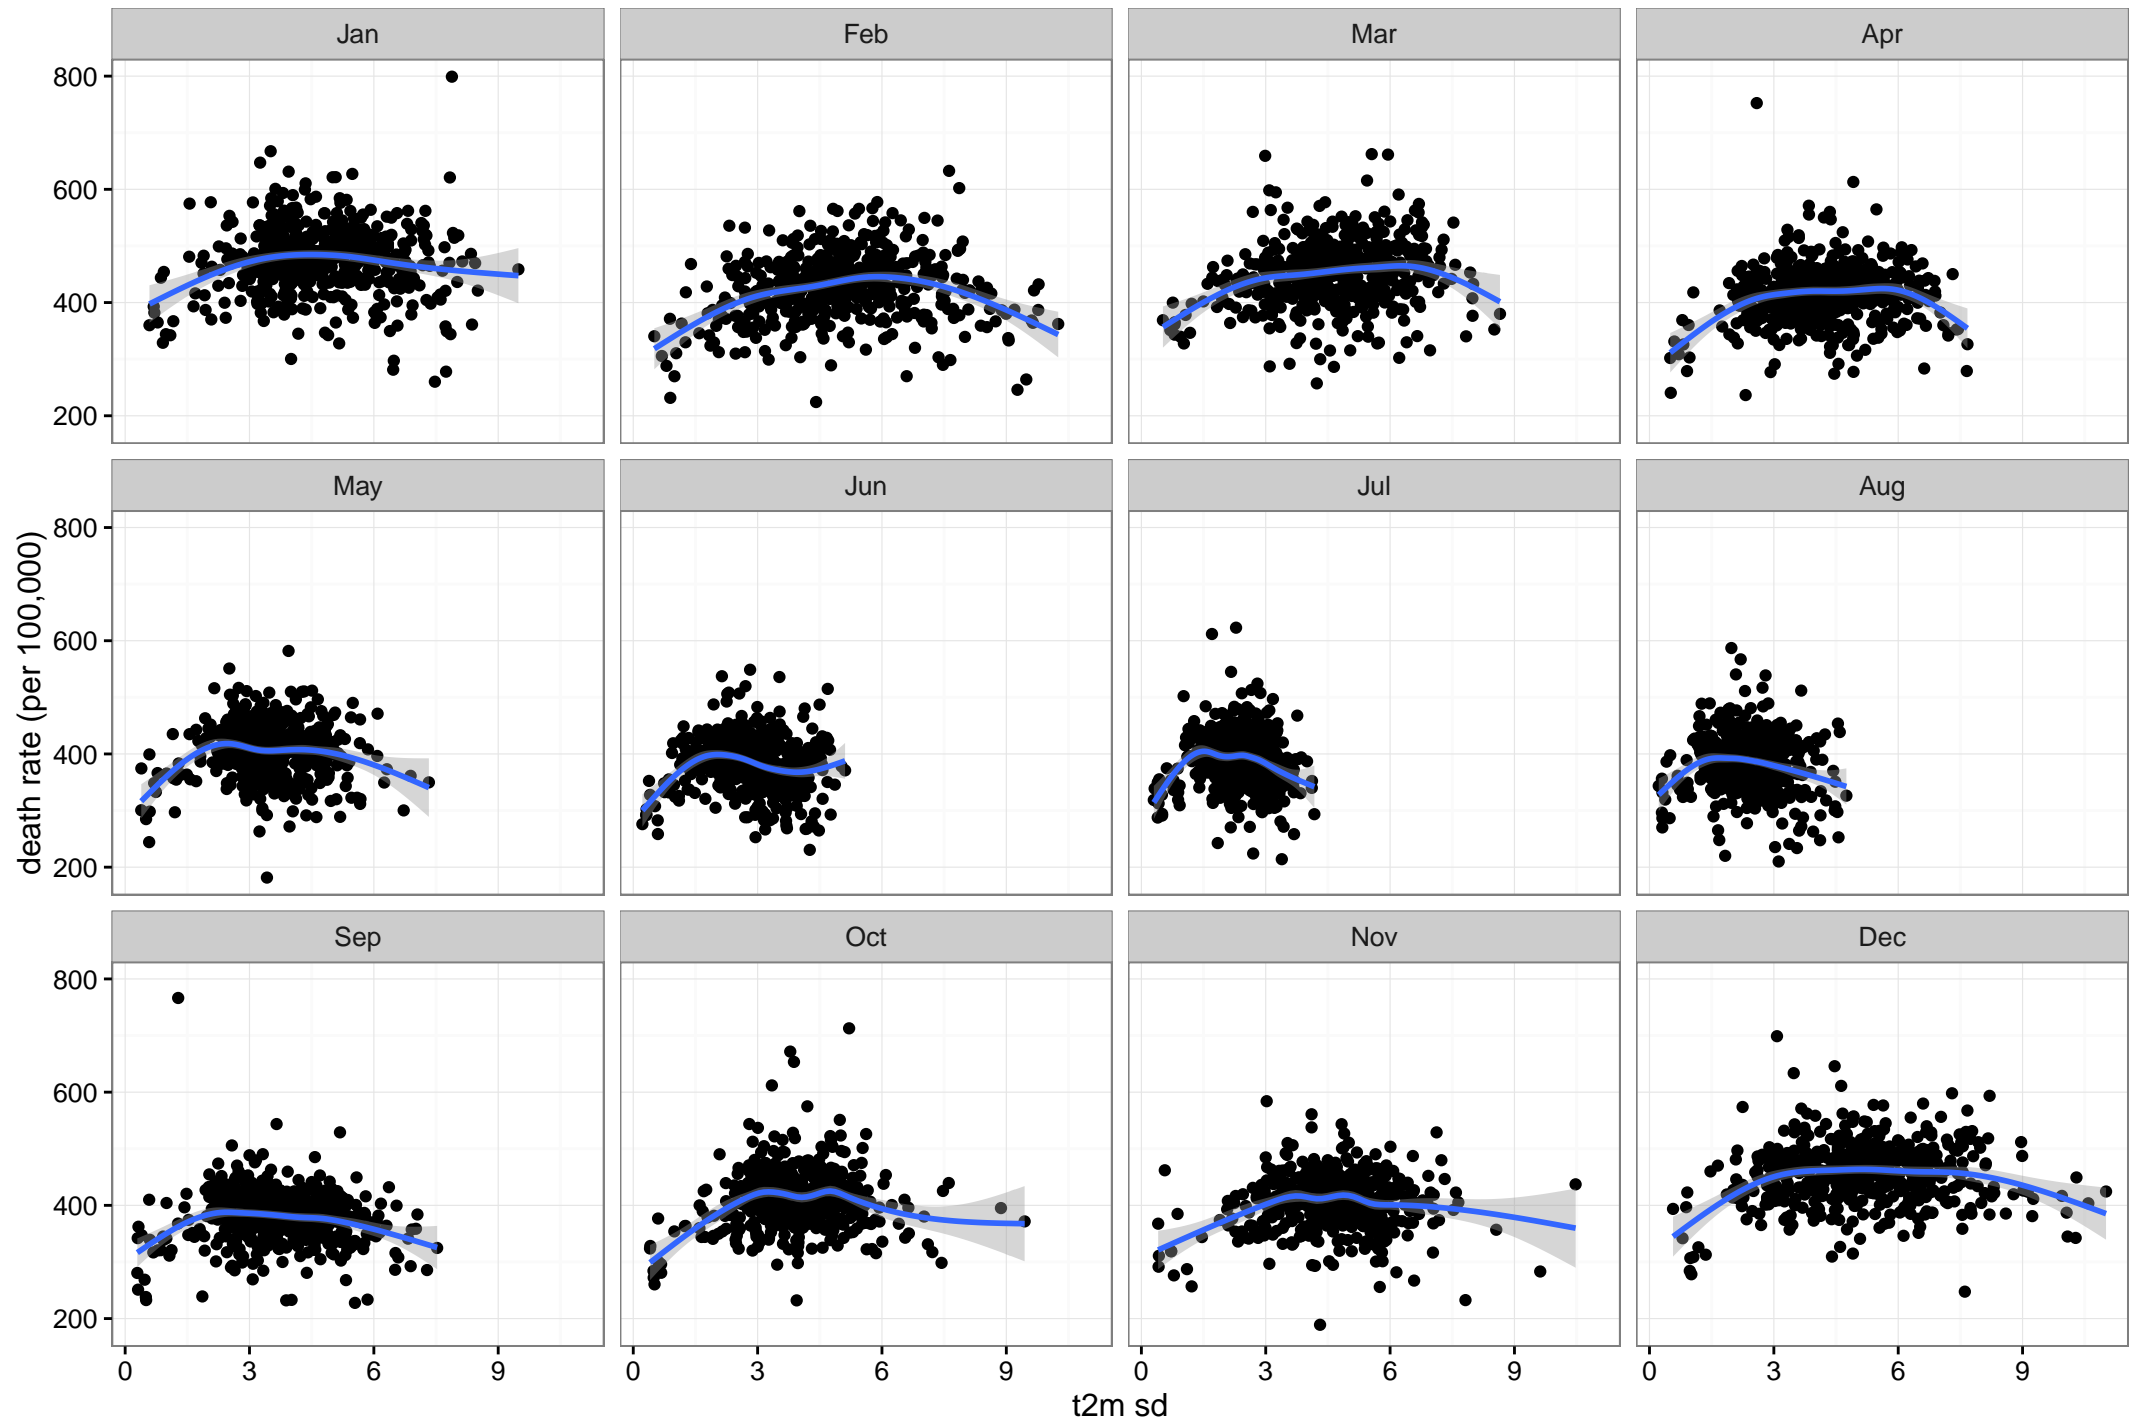 Jan Feb Mar Apr
800
600
400
200
May Jun Jul Aug
800
600
400
200
death rate (per 100,000)
Sep Oct Nov Dec
800
600
400
200
0 3 6 9 0 3 6 9 0 3 6 9 0 3 6 9
t2m sd